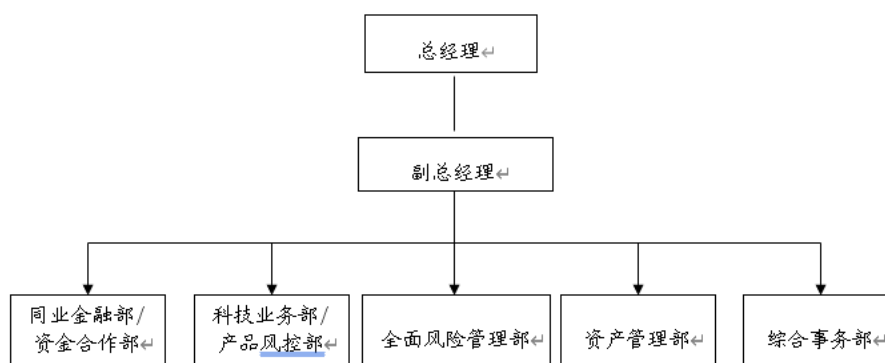 总经理
副总经理
同业金融部/
资金合作部
科技业务部/
产品风控部
全面风险管理部
资产管理部
综合事务部